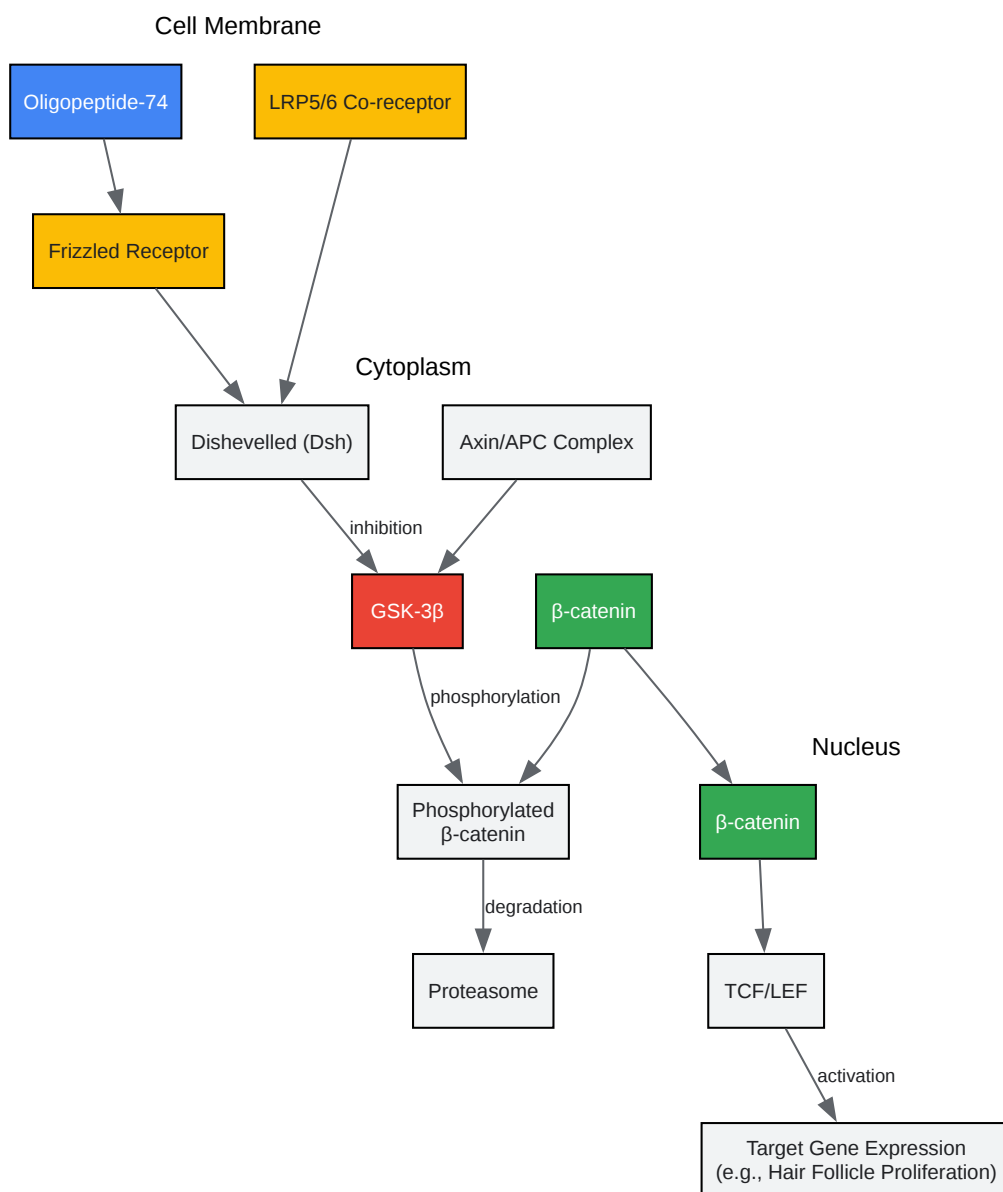 Cell Membrane
Oligopeptide-74
LRP5/6 Co-receptor
Frizzled Receptor
Cytoplasm
Dishevelled (Dsh)
Axin/APC Complex
inhibition
GSK-3β
β-catenin
phosphorylation
Nucleus
Phosphorylated
β-catenin
β-catenin
degradation
Proteasome
TCF/LEF
activation
Target Gene Expression
(e.g., Hair Follicle Proliferation)